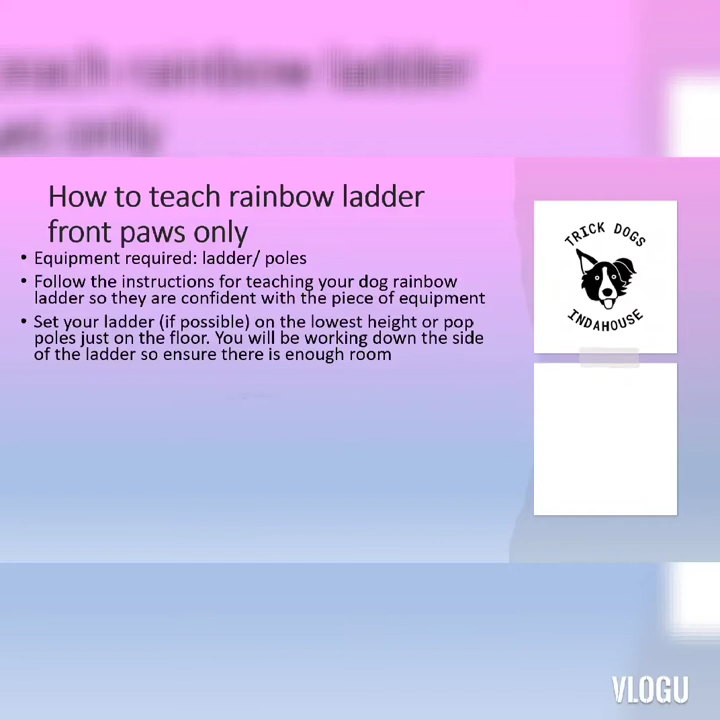 How to teach rainbow ladder
front paws only
• Equipment required: ladder/ poles
• Follow the instructions for teaching your dog rainbow
ladder so they are confident with the piece of equipment
• Set your ladder (if possible) on the lowest height or pop
poles just on the floor. You will be working down the side
of the ladder so ensure there is enough room
TRICK DOGS
INDAHOUSE
VLOGU